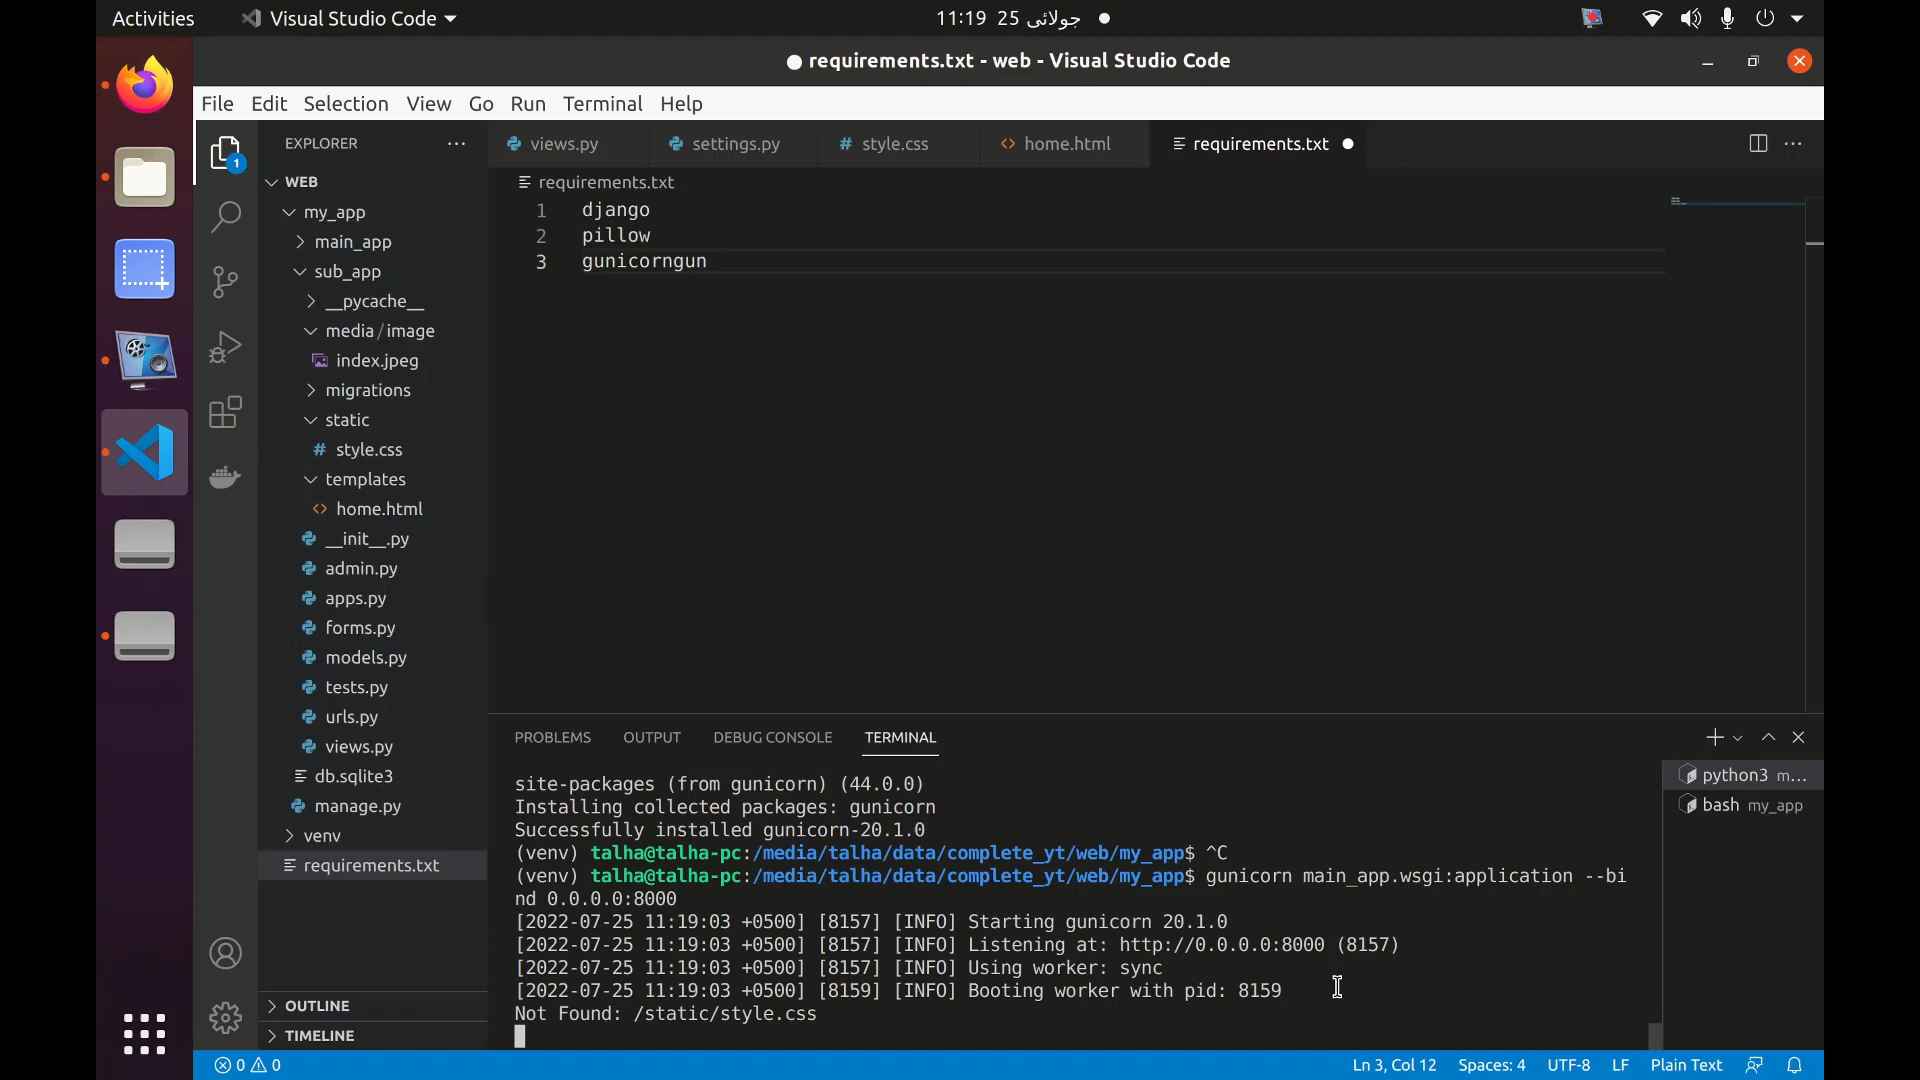 Activities
Visual Studio Code
11:19 25 جولائی
requirements.txt - web - Visual Studio Code
File Edit Selection View Go Run Terminal Help
EXPLORER
views.py
settings.py
# style.css
<> home.html
requirements.txt
1
WEB
requirements.txt
my_app
main_app
sub_app
__pycache__
media/image
index.jpeg
migrations
static
# style.css
templates
<> home.html
__init__.py
admin.py
apps.py
forms.py
models.py
tests.py
urls.py
views.py
db.sqlite3
manage.py
venv
requirements.txt
OUTLINE
TIMELINE
1 django
2 pillow
3 gunicorngun
PROBLEMS OUTPUT DEBUG CONSOLE TERMINAL
site-packages (from gunicorn) (44.0.0)
Installing collected packages: gunicorn
Successfully installed gunicorn-20.1.0
(venv) talha@talha-pc:/media/talha/data/complete_yt/web/my_app$ ^C
(venv) talha@talha-pc:/media/talha/data/complete_yt/web/my_app$ gunicorn main_app.wsgi:application --bi
nd 0.0.0.0:8000
[2022-07-25 11:19:03 +0500] [8157] [INFO] Starting gunicorn 20.1.0
[2022-07-25 11:19:03 +0500] [8157] [INFO] Listening at: http://0.0.0.0:8000 (8157)
[2022-07-25 11:19:03 +0500] [8157] [INFO] Using worker: sync
[2022-07-25 11:19:03 +0500] [8159] [INFO] Booting worker with pid: 8159
Not Found: /static/style.css
python3 m...
bash my_app
0 0
Ln 3, Col 12 Spaces: 4 UTF-8 LF Plain Text